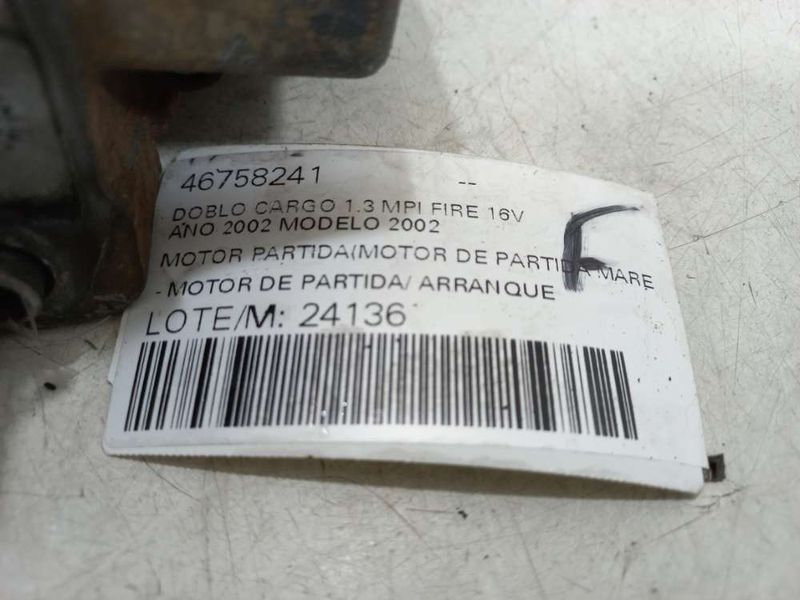 46758241 --
DOBLO CARGO 1.3 MPI FIRE 16V
ANO 2002 MODELO 2002
MOTOR PARTIDA(MOTOR DE PARTIDA MARE
- MOTOR DE PARTIDA/ ARRANQUE
F
LOTE/M: 24136